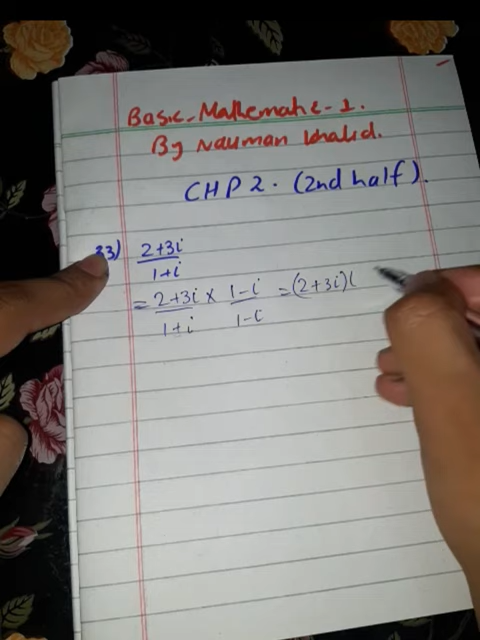 Basic Mathematic-1.
By Nauman Khalid.
CHP 2. (2nd half).
33) 2+3i
1+i
= 2+3i × 1-i = (2+3i)(
1+i 1-i